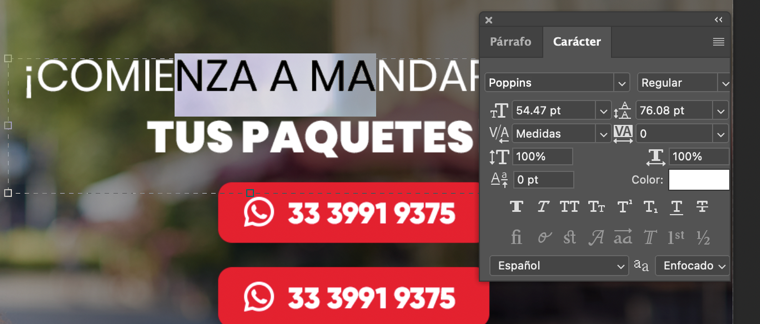 Párrafo Carácter
¡COMIENZA A MANDAR
Poppins Regular
54.47 pt 76.08 pt
TUS PAQUETES
Medidas 0
100% 100%
0 pt Color:
33 3991 9375
Español Enfocado
33 3991 9375